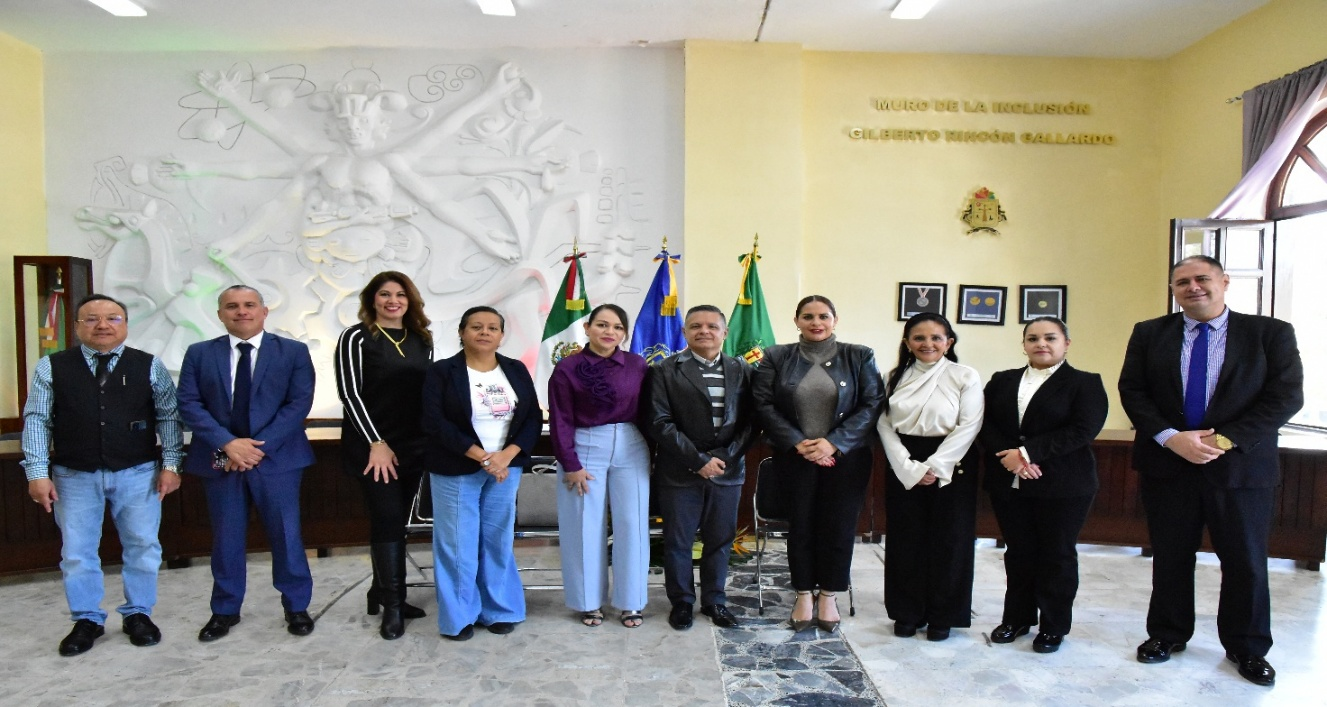 MURO DE LA INCLUSIÓN
GILBERTO RINCÓN GALLARDO